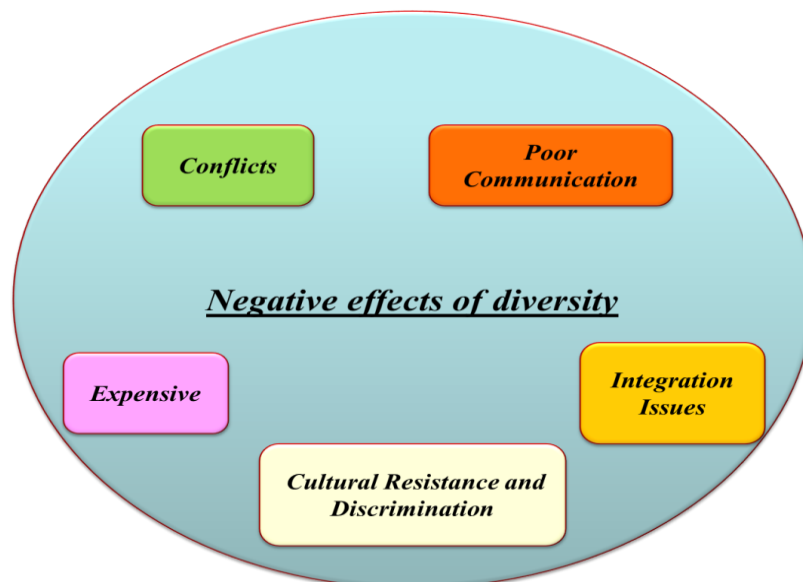 Conflicts
Poor
Communication
Negative effects of diversity
Expensive
Integration
Issues
Cultural Resistance and
Discrimination